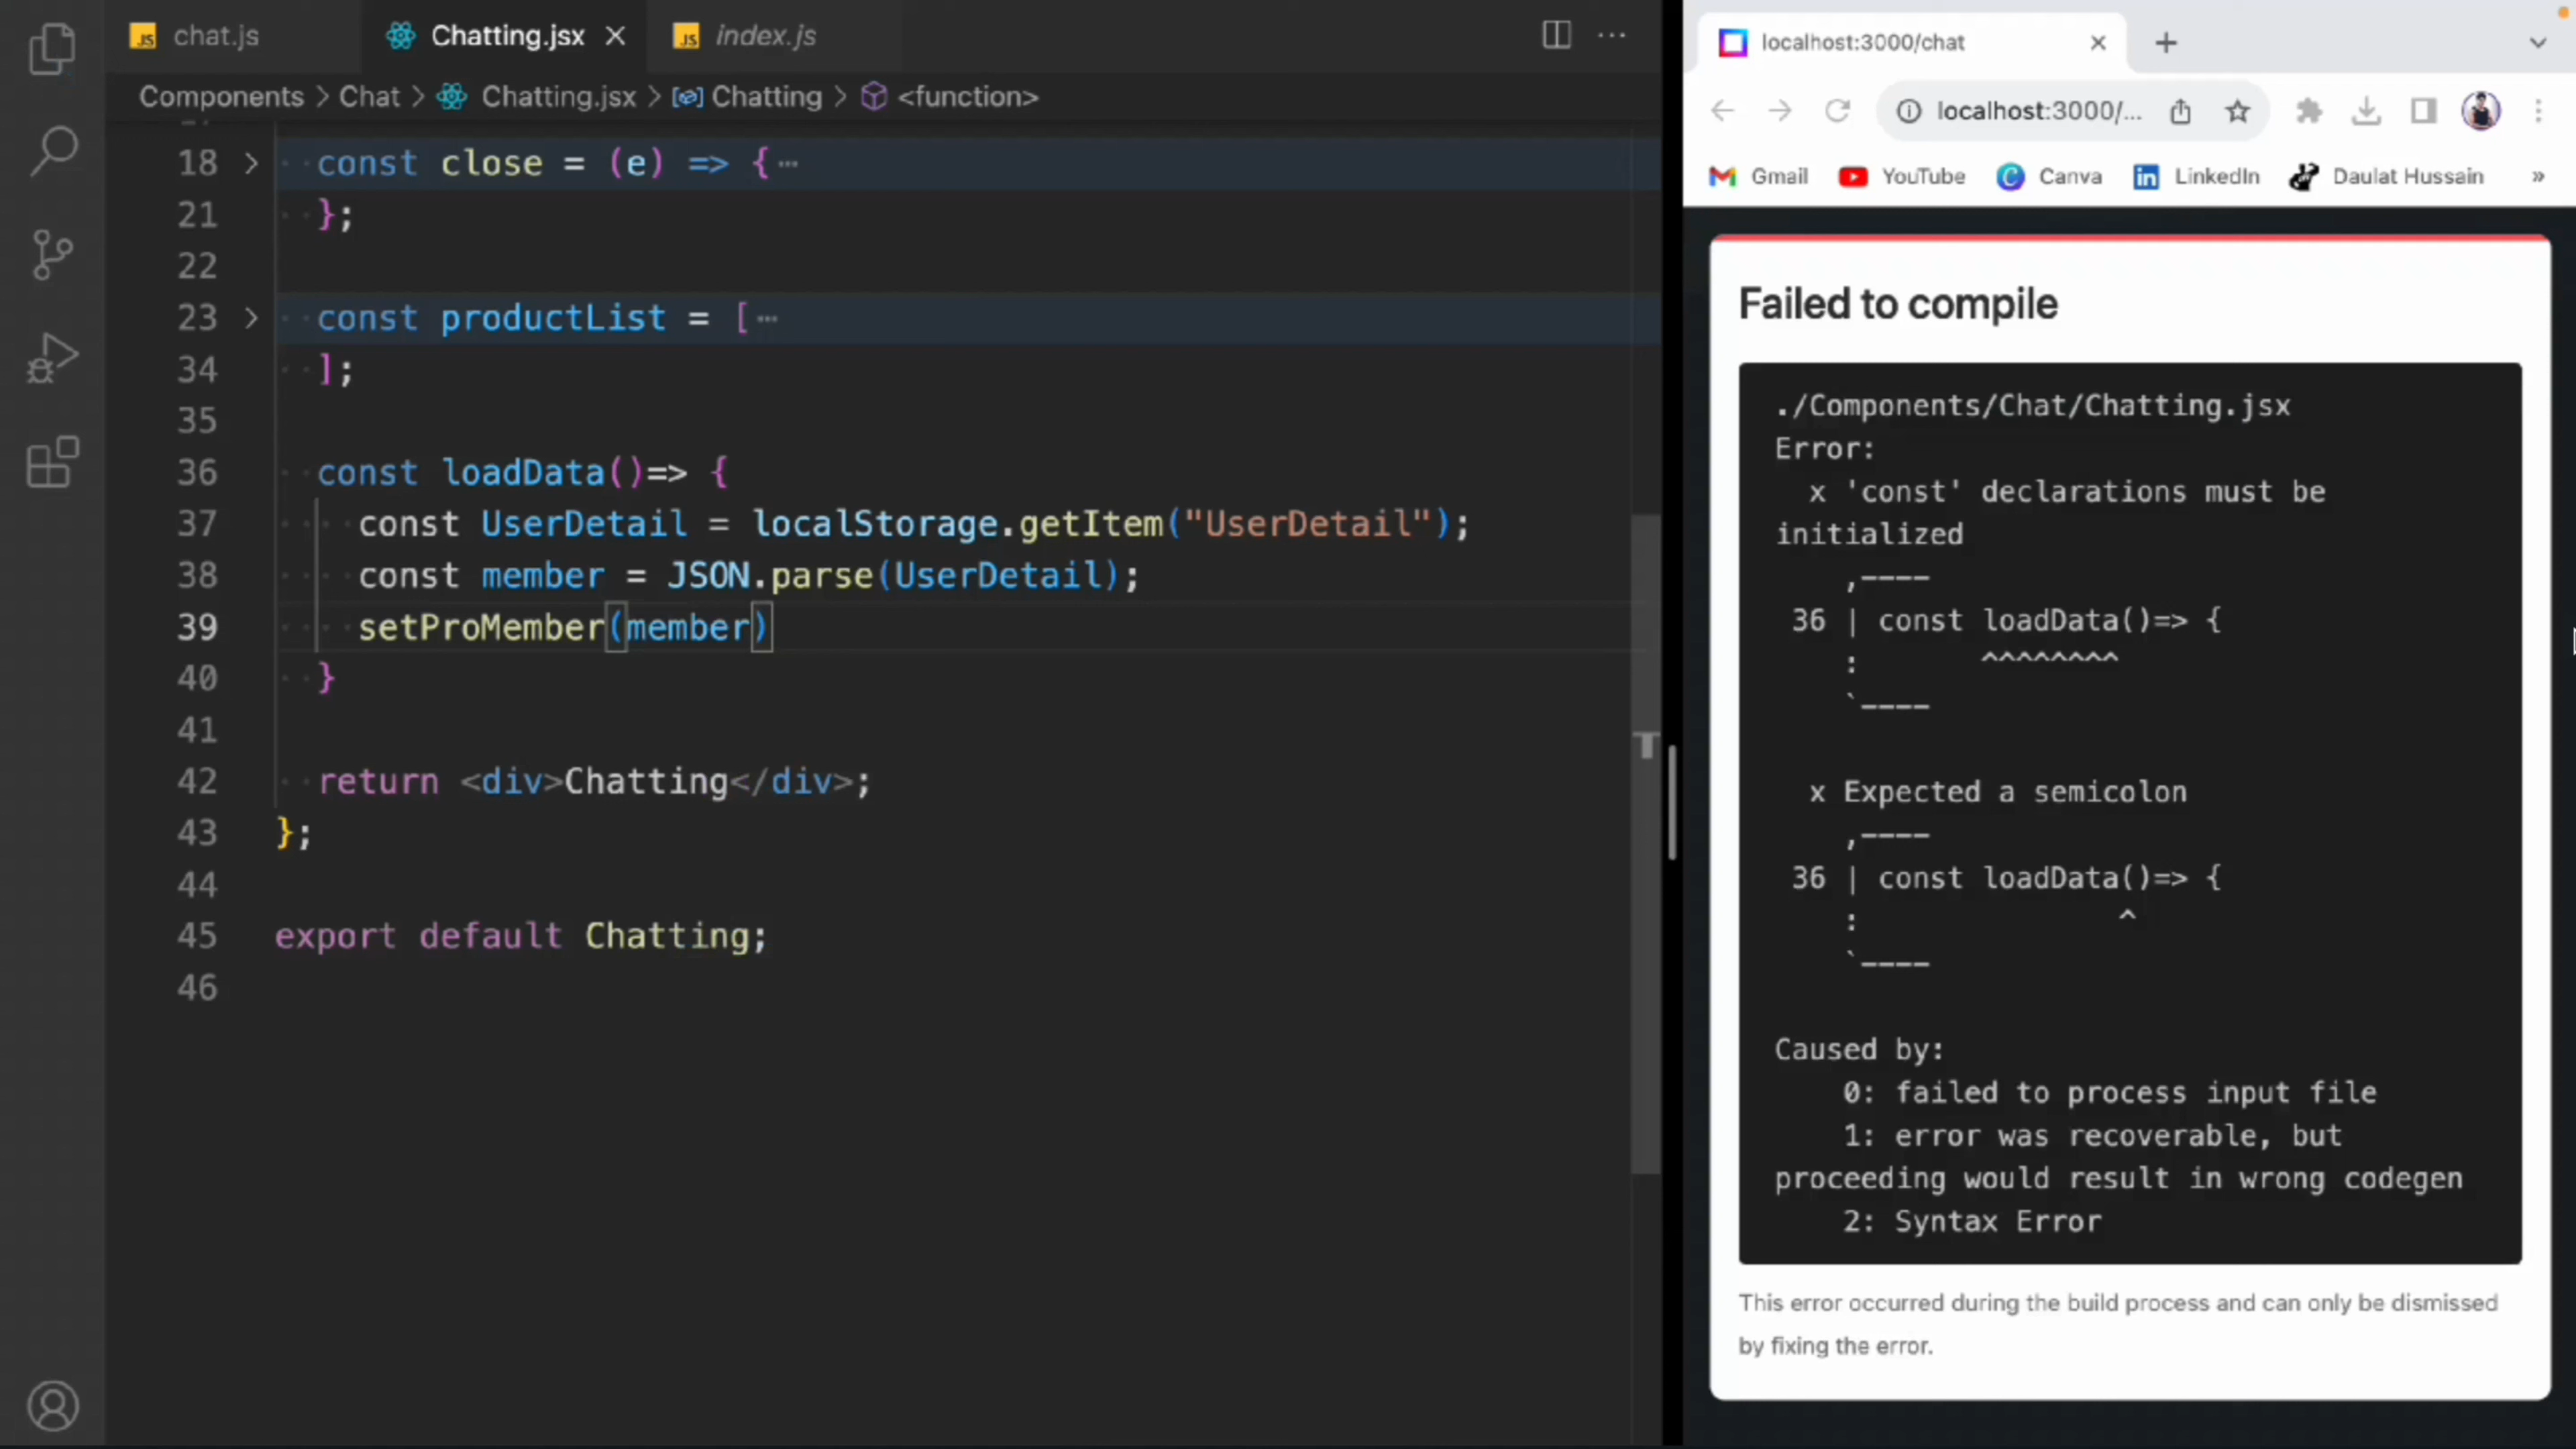 chat.js
Chatting.jsx
index.js
Components > Chat > Chatting.jsx > Chatting > <function>
18 const close = (e) => { ⋯
21 };
22
23 const productList = [ ⋯
34 ];
35
36 const loadData()=> {
37 const UserDetail = localStorage.getItem("UserDetail");
38 const member = JSON.parse(UserDetail);
39 setProMember(member)
40 }
41
42 return <div>Chatting</div>;
43 };
44
45 export default Chatting;
46
localhost:3000/chat
localhost:3000/...
Gmail YouTube Canva LinkedIn Daulat Hussain »
Failed to compile
./Components/Chat/Chatting.jsx
Error:
x 'const' declarations must be
initialized
,----
36 | const loadData()=> {
: ^^^^^^^^
`----
x Expected a semicolon
,----
36 | const loadData()=> {
: ^
`----
Caused by:
0: failed to process input file
1: error was recoverable, but
proceeding would result in wrong codegen
2: Syntax Error
This error occurred during the build process and can only be dismissed
by fixing the error.